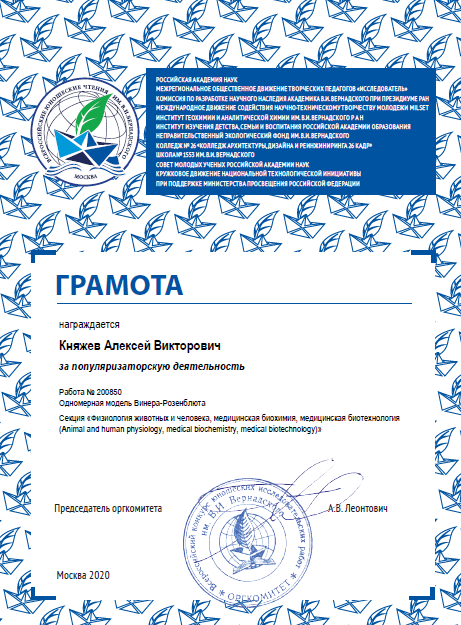 ВСЕРОССИЙСКИЕ ЮНОШЕСКИЕ ЧТЕНИЯ ИМ. В.И. ВЕРНАДСКОГО
МОСКВА
РОССИЙСКАЯ АКАДЕМИЯ НАУК
МЕЖРЕГИОНАЛЬНОЕ ОБЩЕСТВЕННОЕ ДВИЖЕНИЕ ТВОРЧЕСКИХ ПЕДАГОГОВ «ИССЛЕДОВАТЕЛЬ»
КОМИССИЯ ПО РАЗРАБОТКЕ НАУЧНОГО НАСЛЕДИЯ АКАДЕМИКА В.И.ВЕРНАДСКОГО ПРИ ПРЕЗИДИУМЕ РАН
МЕЖДУНАРОДНОЕ ДВИЖЕНИЕ СОДЕЙСТВИЯ НАУЧНО-ТЕХНИЧЕСКОМУ ТВОРЧЕСТВУ МОЛОДЕЖИ MILSET
ИНСТИТУТ ГЕОХИМИИ И АНАЛИТИЧЕСКОЙ ХИМИИ ИМ. В.И.ВЕРНАДСКОГО Р А Н
ИНСТИТУТ ИЗУЧЕНИЯ ДЕТСТВА, СЕМЬИ И ВОСПИТАНИЯ РОССИЙСКОЙ АКАДЕМИИ ОБРАЗОВАНИЯ
НЕПРАВИТЕЛЬСТВЕННЫЙ ЭКОЛОГИЧЕСКИЙ ФОНД ИМ. В.И. ВЕРНАДСКОГО
КОЛЛЕДЖ № 26 «КОЛЛЕДЖ АРХИТЕКТУРЫ, ДИЗАЙНА И РЕИНЖИНИРИНГА 26 КАДР»
ШКОЛА № 1553 ИМ. В.И. ВЕРНАДСКОГО
СОВЕТ МОЛОДЫХ УЧЕНЫХ РОССИЙСКОЙ АКАДЕМИИ НАУК
КРУЖКОВОЕ ДВИЖЕНИЕ НАЦИОНАЛЬНОЙ ТЕХНОЛОГИЧЕСКОЙ ИНИЦИАТИВЫ
ПРИ ПОДДЕРЖКЕ МИНИСТЕРСТВА ПРОСВЕЩЕНИЯ РОССИЙСКОЙ ФЕДЕРАЦИИ
ГРАМОТА
награждается
Княжев Алексей Викторович
за популяризаторскую деятельность
Работа № 200850
Одномерная модель Винера-Розенблюта
Секция «Физиология животных и человека, медицинская биохимия, медицинская биотехнология
(Animal and human physiology, medical biochemistry, medical biotechnology)»
Председатель оргкомитета
А.В. Леонтович
Всероссийский конкурс юношеских исследовательских работ
им. В.И. Вернадского
ОРГКОМИТЕТ
Москва 2020